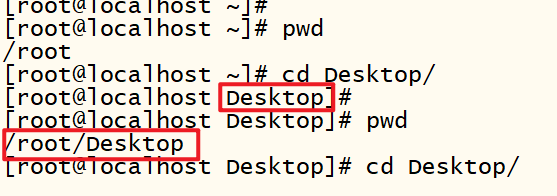 [root@localhost ~]#
[root@localhost ~]# pwd
/root
[root@localhost ~]# cd Desktop/
[root@localhost Desktop]#
[root@localhost Desktop]# pwd
/root/Desktop
[root@localhost Desktop]# cd Desktop/